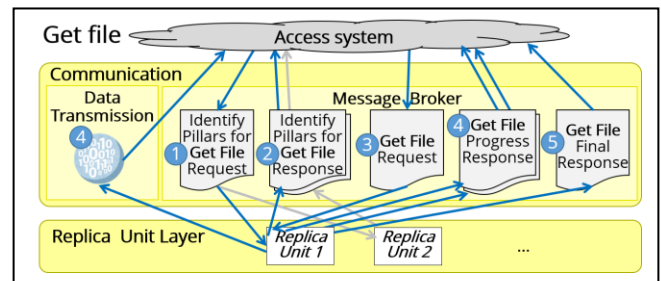 Get file
Access system
Communication
Data
Transmission
4
Message Broker
1
Identify
Pillars for
Get File
Request
2
Identify
Pillars for
Get File
Response
3
Get File
Request
4
Get File
Progress
Response
5
Get File
Final
Response
Replica Unit Layer
Replica
Unit 1
Replica
Unit 2
...